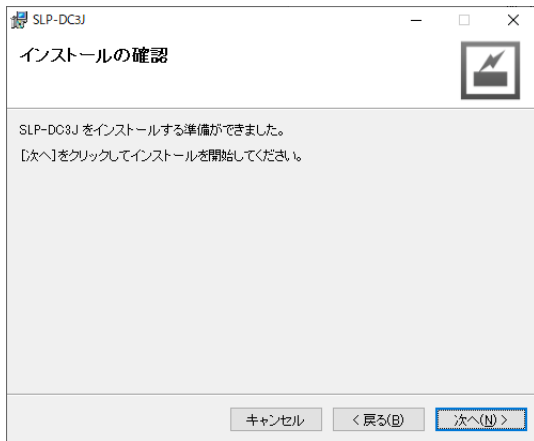 SLP-DC3J
インストールの確認
SLP-DC3J をインストールする準備ができました。
[次へ]をクリックしてインストールを開始してください。
キャンセル
< 戻る(B)
次へ(N) >